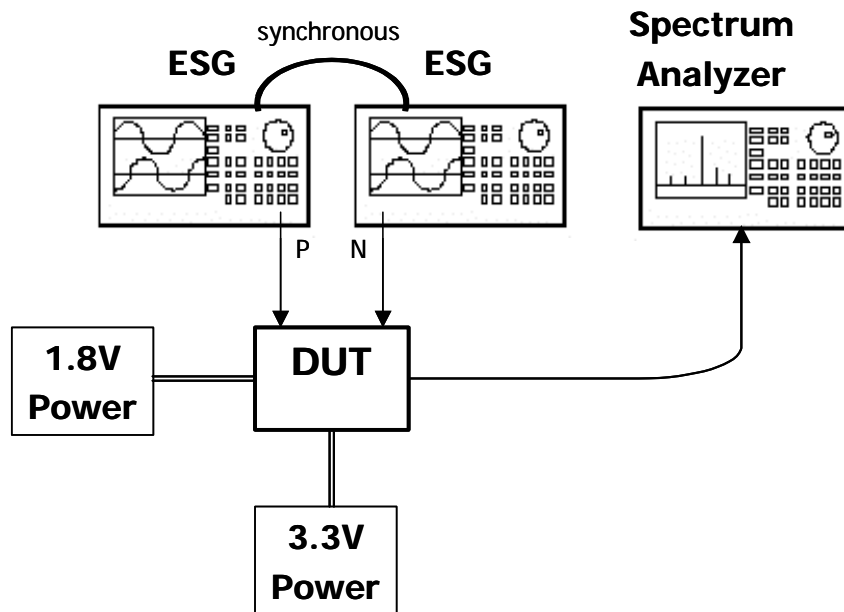 synchronous
ESG
ESG
Spectrum
Analyzer
P
N
DUT
1.8V
Power
3.3V
Power